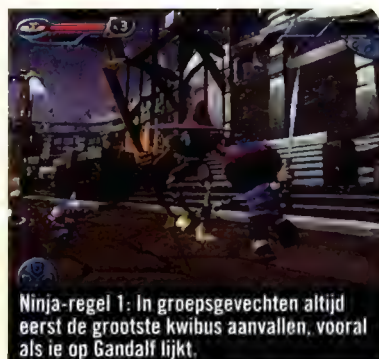 Ninja-regel 1: In groepsgevechten altijd
eerst de grootste kwibus aanvallen, vooral
als ie op Gandalf lijkt.